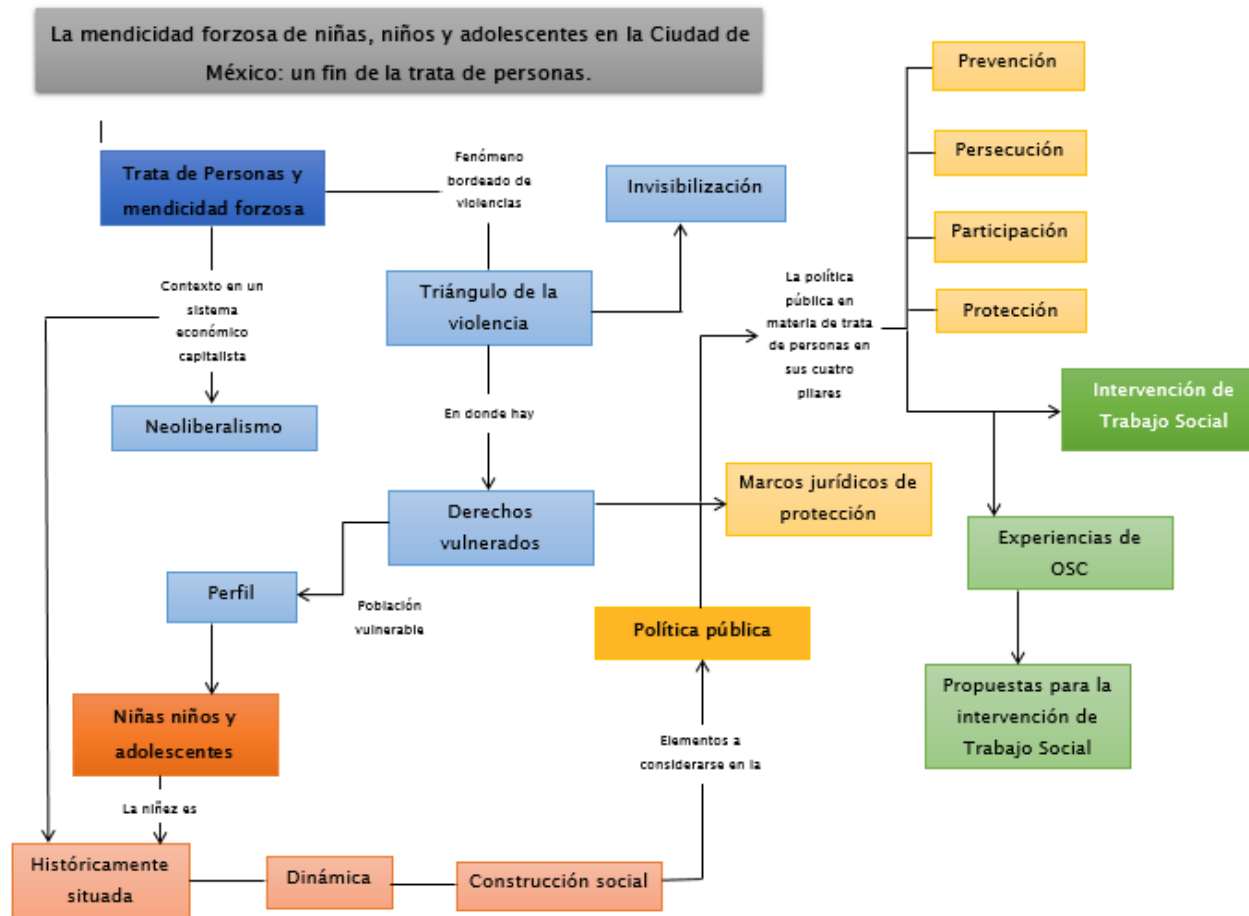 La mendicidad forzosa de niñas, niños y adolescentes en la Ciudad de
México: un fin de la trata de personas.
Trata de Personas y
mendicidad forzosa
Fenómeno
bordeado de
violencias
Invisibilización
Prevención
Persecución
Participación
Protección
Contexto en un
sistema
económico
capitalista
Triángulo de la
violencia
La política
pública en
materia de trata
de personas en
sus cuatro
pilares
Neoliberalismo
En donde hay
Intervención de
Trabajo Social
Derechos
vulnerados
Marcos jurídicos de
protección
Experiencias de
OSC
Perfil
Población
vulnerable
Política pública
Propuestas para la
intervención de
Trabajo Social
Niñas niños y
adolescentes
Elementos a
considerarse en la
La niñez es
Históricamente
situada
Dinámica
Construcción social